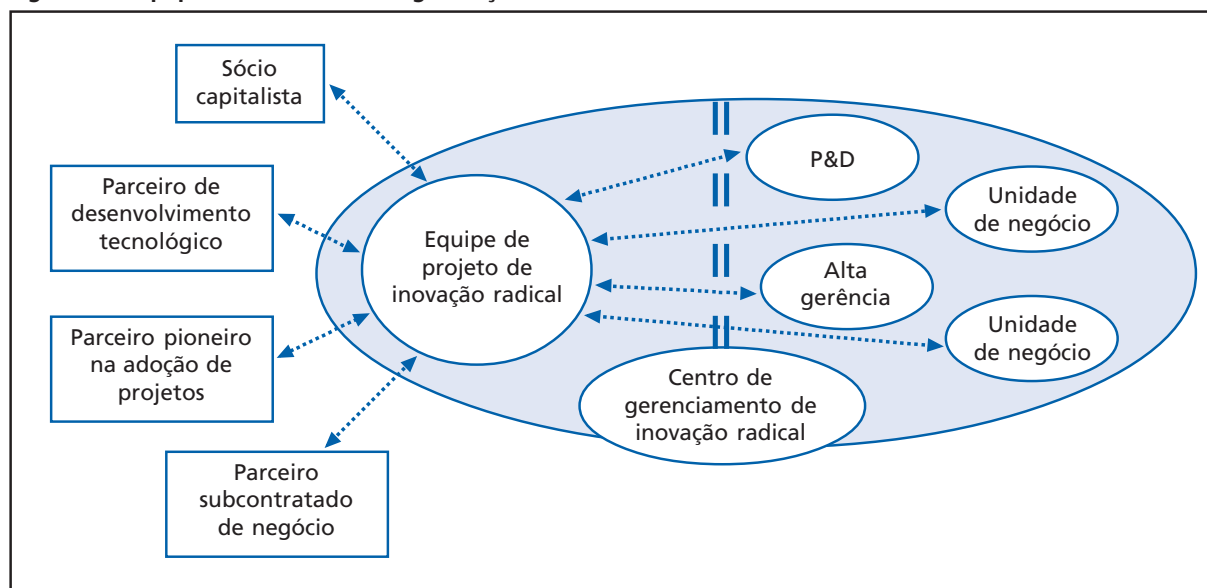 Sócio
capitalista
Parceiro de
desenvolvimento
tecnológico
Parceiro pioneiro
na adoção de
projetos
Parceiro
subcontratado
de negócio
Equipe de
projeto de
inovação radical
P&D
Unidade
de negócio
Alta
gerência
Unidade
de negócio
Centro de
gerenciamento de
inovação radical